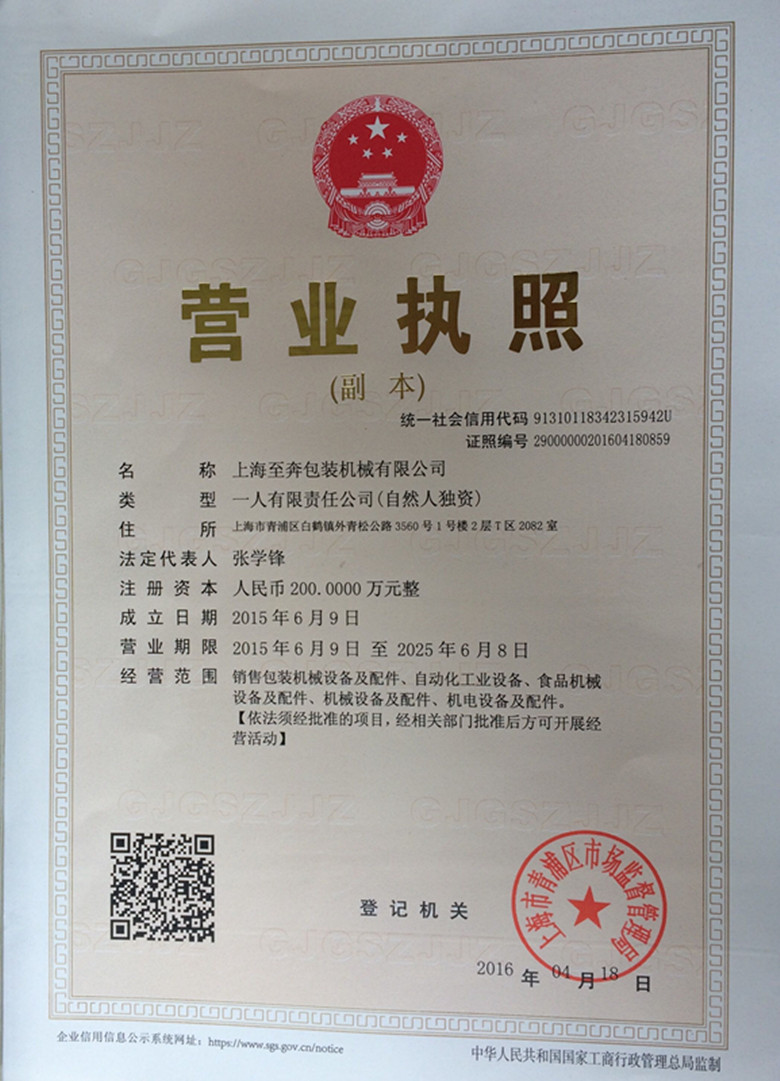 营业执照
(副 本)
统一社会信用代码 91310118342315942U
证照编号 29000000201604180859
名 称 上海至奔包装机械有限公司
类 型 一人有限责任公司(自然人独资)
住 所 上海市青浦区白鹤镇外青松公路3560号1号楼2层T区2082室
法定代表人 张学锋
注册资本 人民币200.0000万元整
成立日期 2015年6月9日
营业期限 2015年6月9日 至 2025年6月8日
经营范围 销售包装机械设备及配件、自动化工业设备、食品机械
设备及配件、机械设备及配件、机电设备及配件。
【依法须经批准的项目,经相关部门批准后方可开展经
营活动】
登记机关
上海市青浦区市场监督管理局
2016 年 04 月 18 日
企业信用信息公示系统网址:https://www.sgs.gov.cn/notice
中华人民共和国国家工商行政管理总局监制
GJGSZJJZ